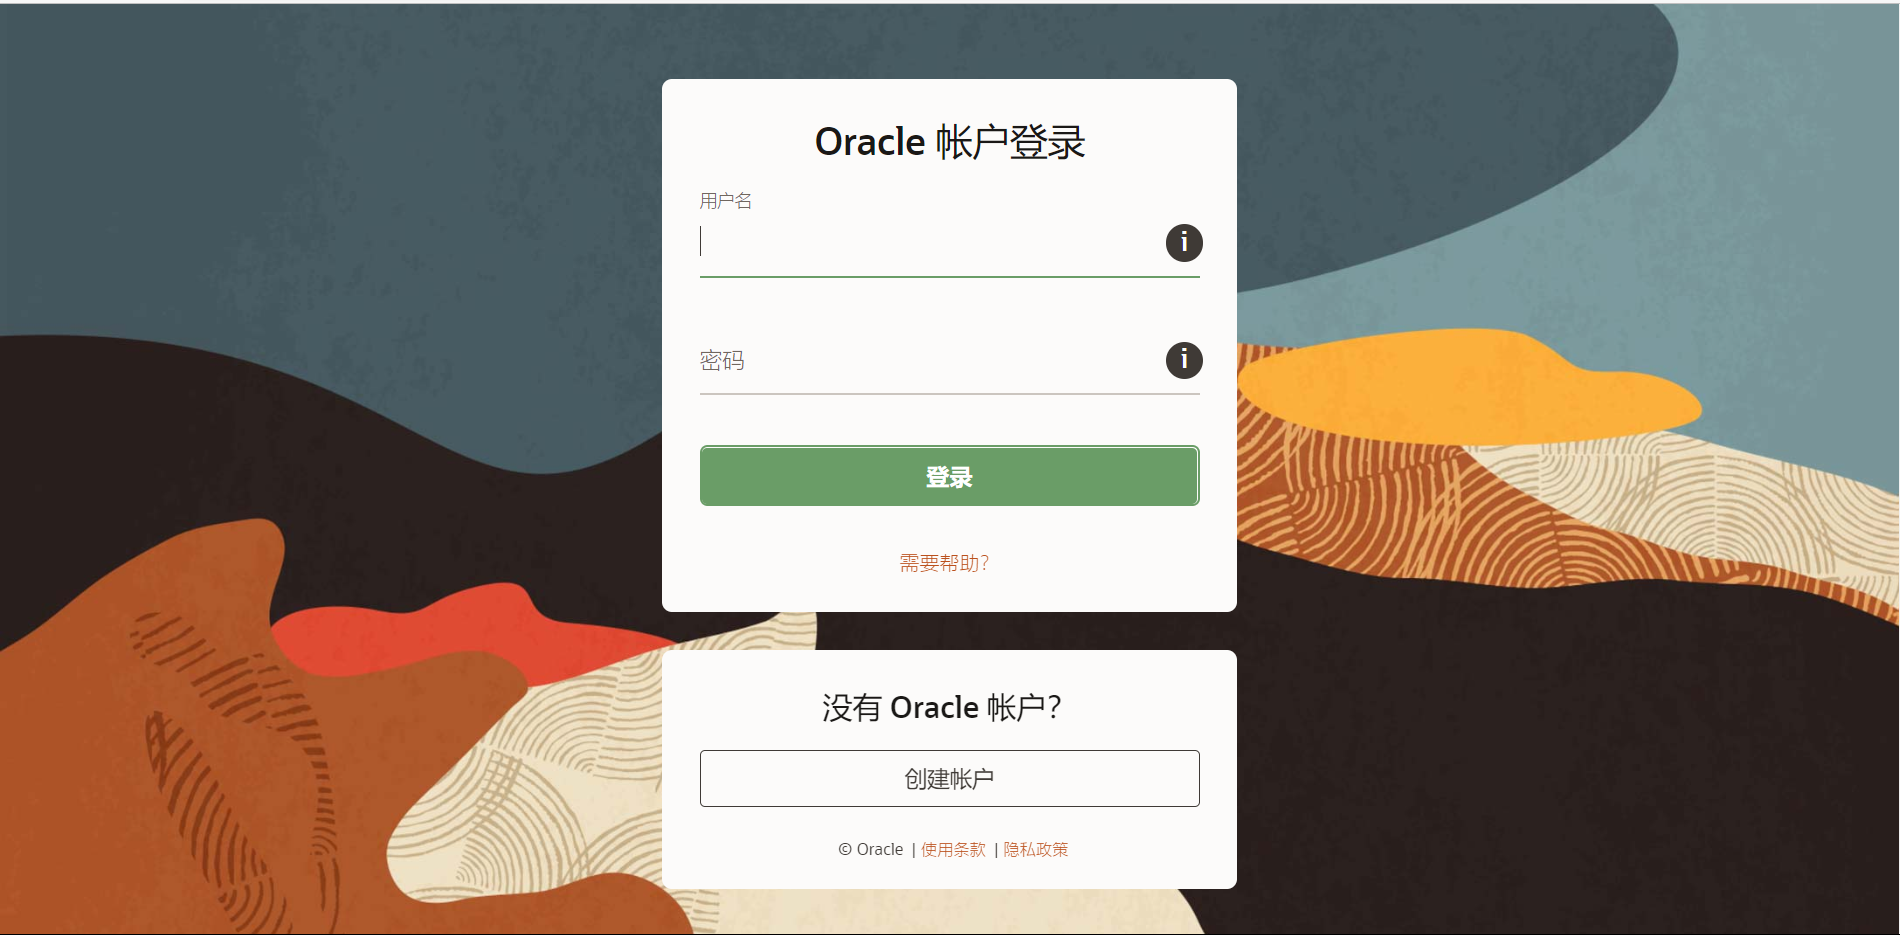 Oracle 帐户登录
用户名
i
密码
i
登录
需要帮助?
没有 Oracle 帐户?
创建帐户
© Oracle | 使用条款 | 隐私政策